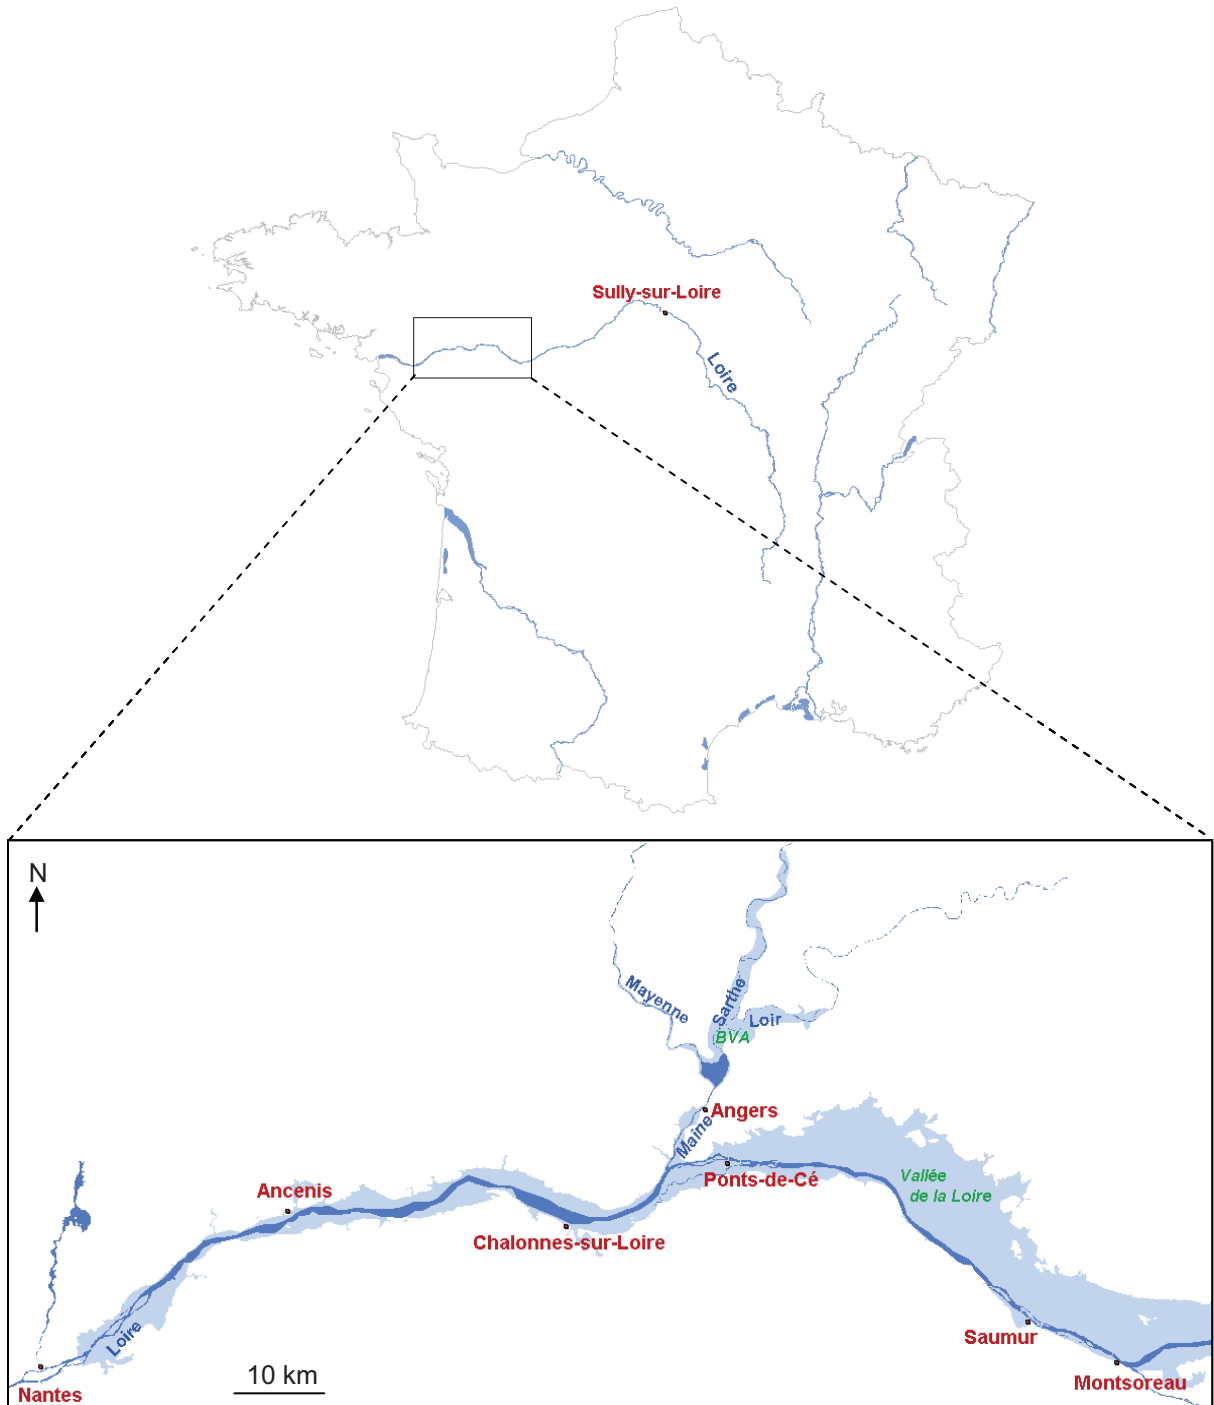 Sully-sur-Loire
Loire
N
Mayenne
Sarthe
Loir
BVA
Angers
Maine
Ponts-de-Cé
Vallée
de la Loire
Ancenis
Chalonnes-sur-Loire
Loire
Saumur
Montsoreau
10 km
Nantes